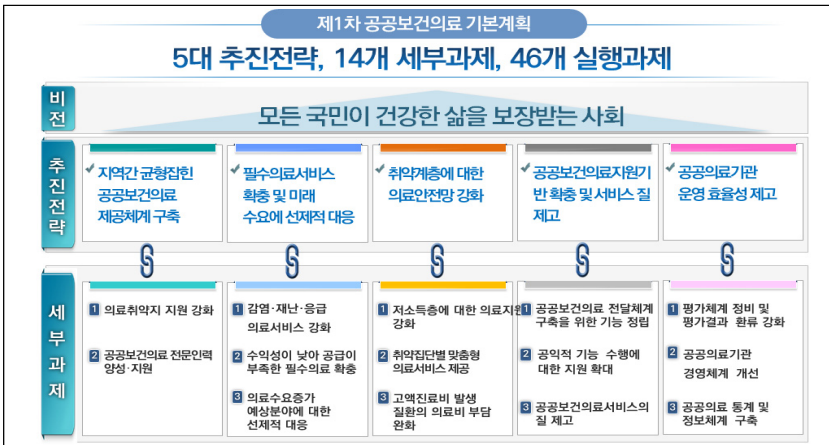 제1차 공공보건의료 기본계획
5대 추진전략, 14개 세부과제, 46개 실행과제
비전
모든 국민이 건강한 삶을 보장받는 사회
추진전략
지역간 균형잡힌
공공보건의료
제공체계 구축
필수의료서비스
확충 및 미래
수요에 선제적 대응
취약계층에 대한
의료안전망 강화
공공보건의료지원기
반 확충 및 서비스 질
제고
공공의료기관
운영 효율성 제고
세부과제
1 의료취약지 지원 강화
2 공공보건의료 전문인력
양성·지원
1 감염·재난·응급
의료서비스 강화
2 수익성이 낮아 공급이
부족한 필수의료 확충
3 의료수요증가
예상분야에 대한
선제적 대응
1 저소득층에 대한 의료지원
강화
2 취약집단별 맞춤형
의료서비스 제공
3 고액진료비 발생
질환의 의료비 부담
완화
1 공공보건의료 전달체계
구축을 위한 기능 정립
2 공익적 기능 수행에
대한 지원 확대
3 공공보건의료서비스의
질 제고
1 평가체계 정비 및
평가결과 환류 강화
2 공공의료기관
경영체계 개선
3 공공의료 통계 및
정보체계 구축